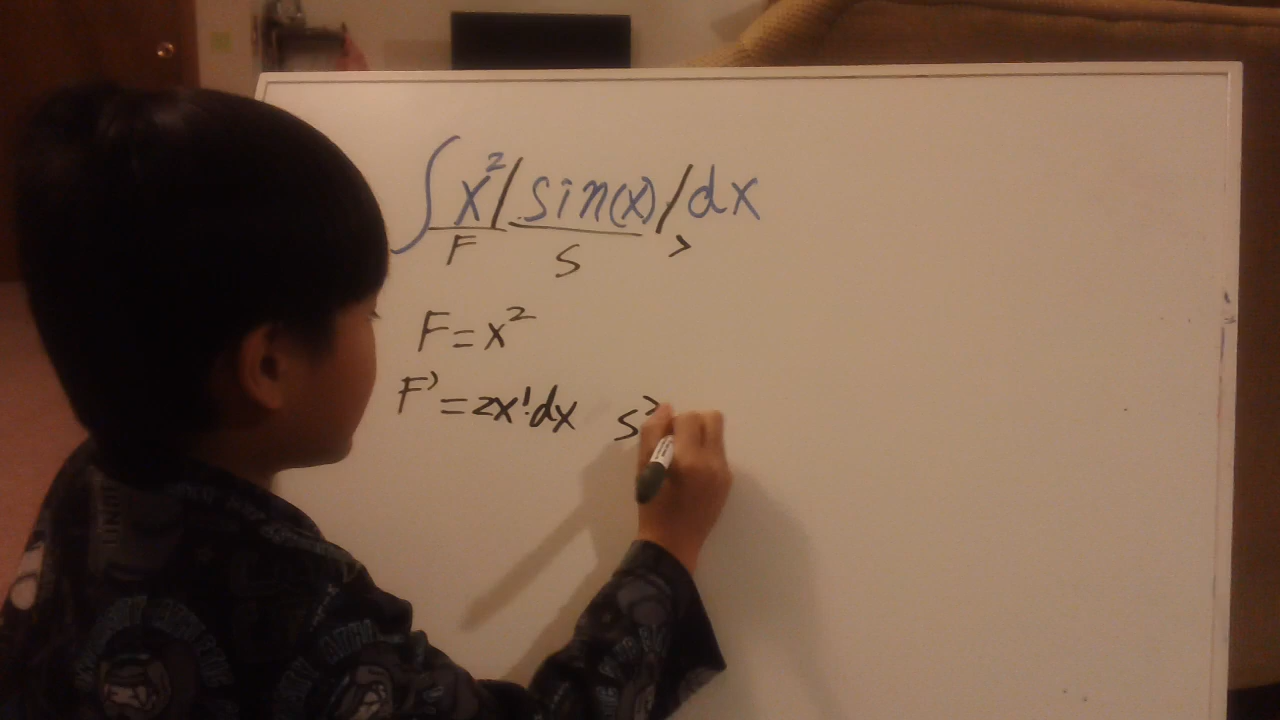 ∫x²/sin(x)/dx
F S
F=x²
F'=2x¹dx S'